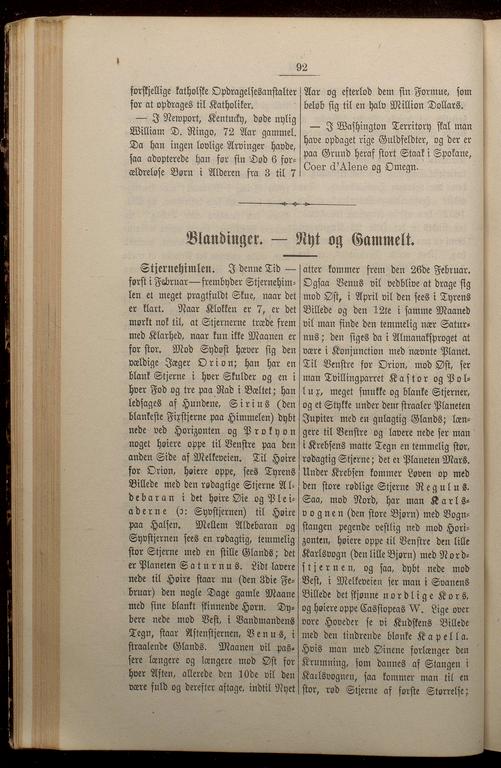 92
forskjellige katholske Opdragelsesanstalter
for at opdrages til Katholiker.
— I Newport, Kentucky, døde nylig
William D. Ringo, 72 Aar gammel.
Da han ingen lovlige Arvinger havde,
saa adopterede han før sin Død 6 for-
ældreløse Børn i Alderen fra 3 til 7
Aar og efterlod dem sin Formue, som
beløb sig til en halv Million Dollars.
— I Washington Territory skal man
have opdaget rige Guldfeldter, og der er
paa Grund heraf stort Staak i Spokane,
Coer d'Alene og Omegn.
Blandinger. — Nyt og Gammelt.
Stjernehimlen. I denne Tid —
først i Februar — frembyder Stjernehim-
len et meget pragtfuldt Skue, naar det
er klart. Naar Klokken er 7, er det
mørkt nok til, at Stjernerne træde frem
med Klarhed, naar kun ikke Maanen er
for stor. Mod Sydost hæver sig den
vældige Jæger Orion; han har en
blank Stjerne i hver Skulder og en i
hver Fod og tre paa Rad i Bæltet; han
ledsages af Hundene. Sirius (den
blankeste Fixstjerne paa Himmelen) dybt
nede ved Horizonten og Prokyon
noget høiere oppe til Venstre paa den
anden Side af Melkeveien. Til Høire
for Orion, høiere oppe, sees Tyrens
Billede med den rødagtige Stjerne Al-
debaran i det høire Øie og Plei-
aderne (ɔ: Syvstjernen) til Høire
paa Halsen. Mellem Aldebaran og
Syvstjernen sees en rødagtig, temmelig
stor Stjerne med en stille Glands; det
er Planeten Saturnus. Lidt lavere
nede til Høire staar nu (den 3die Fe-
bruar) den nogle Dage gamle Maane
med sine blankt skinnende Horn. Dy-
bere nede mod Vest, i Vandmandens
Tegn, staar Aftenstjernen, Venus, i
straalende Glands. Maanen vil pas-
sere længere og længere mod Øst for
hver Aften, allerede den 10de vil den
være fuld og derefter aftage, indtil Nyet
atter kommer frem den 26de Februar.
Ogsaa Venus vil vedblive at drage sig
mod Øst, i April vil den sees i Tyrens
Billede og den 12te i samme Maaned
vil man finde den temmelig nær Satur-
nus; den siges da i Almanaksproget at
være i Konjunction med nævnte Planet.
Til Venstre for Orion, mod Øst, ser
man Tvillingparret Kastor og Pol-
lux, meget smukke og blanke Stjerner,
og et Stykke under dem straaler Planeten
Jupiter med en gulagtig Glands; læn-
gere til Venstre og lavere nede ser man
i Krebsens matte Tegn en temmelig stor,
rødagtig Stjerne; det er Planeten Mars.
Under Krebsen kommer Løven op med
den store rødlige Stjerne Regulus.
Saa, mod Nord, har man Karls-
vognen (den store Bjørn) med Vogn-
stangen pegende vestlig ned mod Hori-
zonten, høiere oppe til Venstre den lille
Karlsvogn (den lille Bjørn) med Nord-
stjernen, og saa, dybt nede mod
Vest, i Melkeveien ser man i Svanens
Billede det skjønne nordlige Kors,
og høiere oppe Cassiopeas W. Lige over
vore Hoveder se vi Kudskens Billede
med den tindrende blanke Kapella.
Hvis man med Øinene forlænger den
Krumning, som dannes af Stangen i
Karlsvognen, saa kommer man til en
stor, rød Stjerne af første Størrelse;